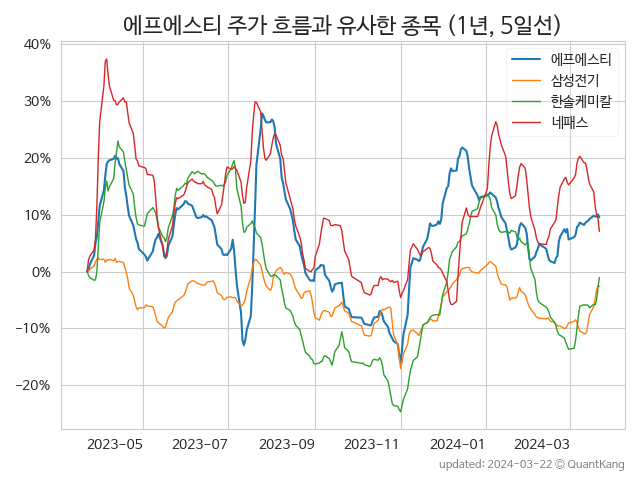 에프에스티 주가 흐름과 유사한 종목 (1년, 5일선)
에프에스티
삼성전기
한솔케미칼
네패스
40%
30%
20%
10%
0%
−10%
−20%
2023-05 2023-07 2023-09 2023-11 2024-01 2024-03
updated: 2024-03-22 © QuantKang